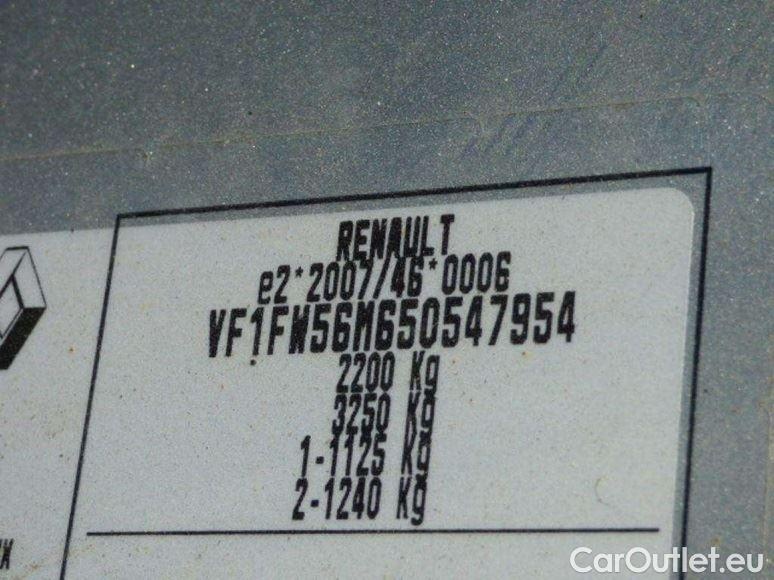 RENAULT
e2*2007/46*0006
VF1FW56M650547954
2200 Kg
3250 Kg
1-1125 Kg
2-1240 Kg
CarOutlet.eu